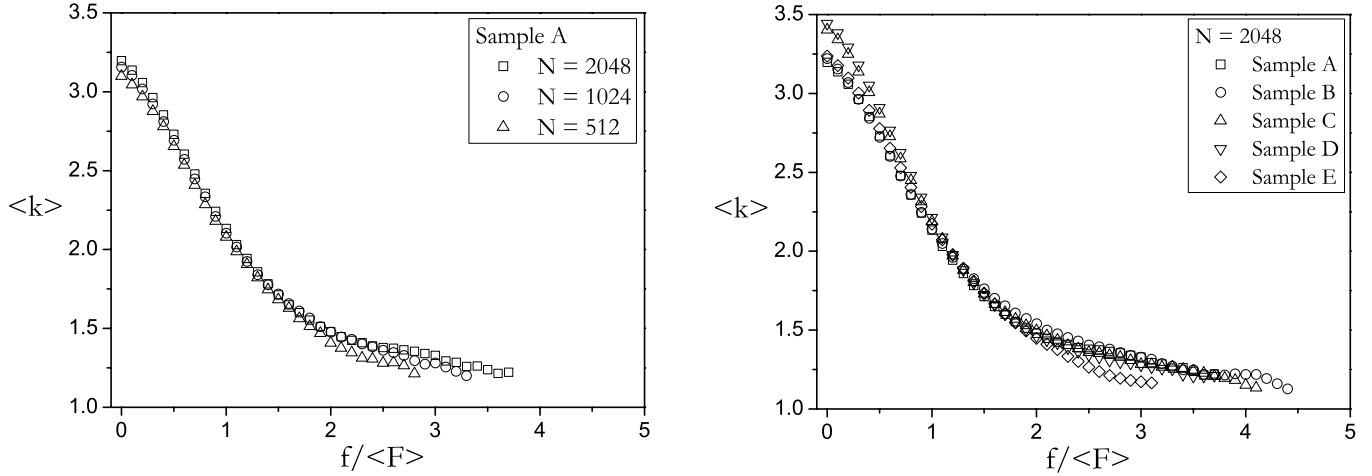 3.5
3.0
2.5
2.0
1.5
1.0
<k>
0 1 2 3 4 5
f/<F>
Sample A
N = 2048
N = 1024
N = 512
3.5
3.0
2.5
2.0
1.5
1.0
<k>
0 1 2 3 4 5
f/<F>
N = 2048
Sample A
Sample B
Sample C
Sample D
Sample E